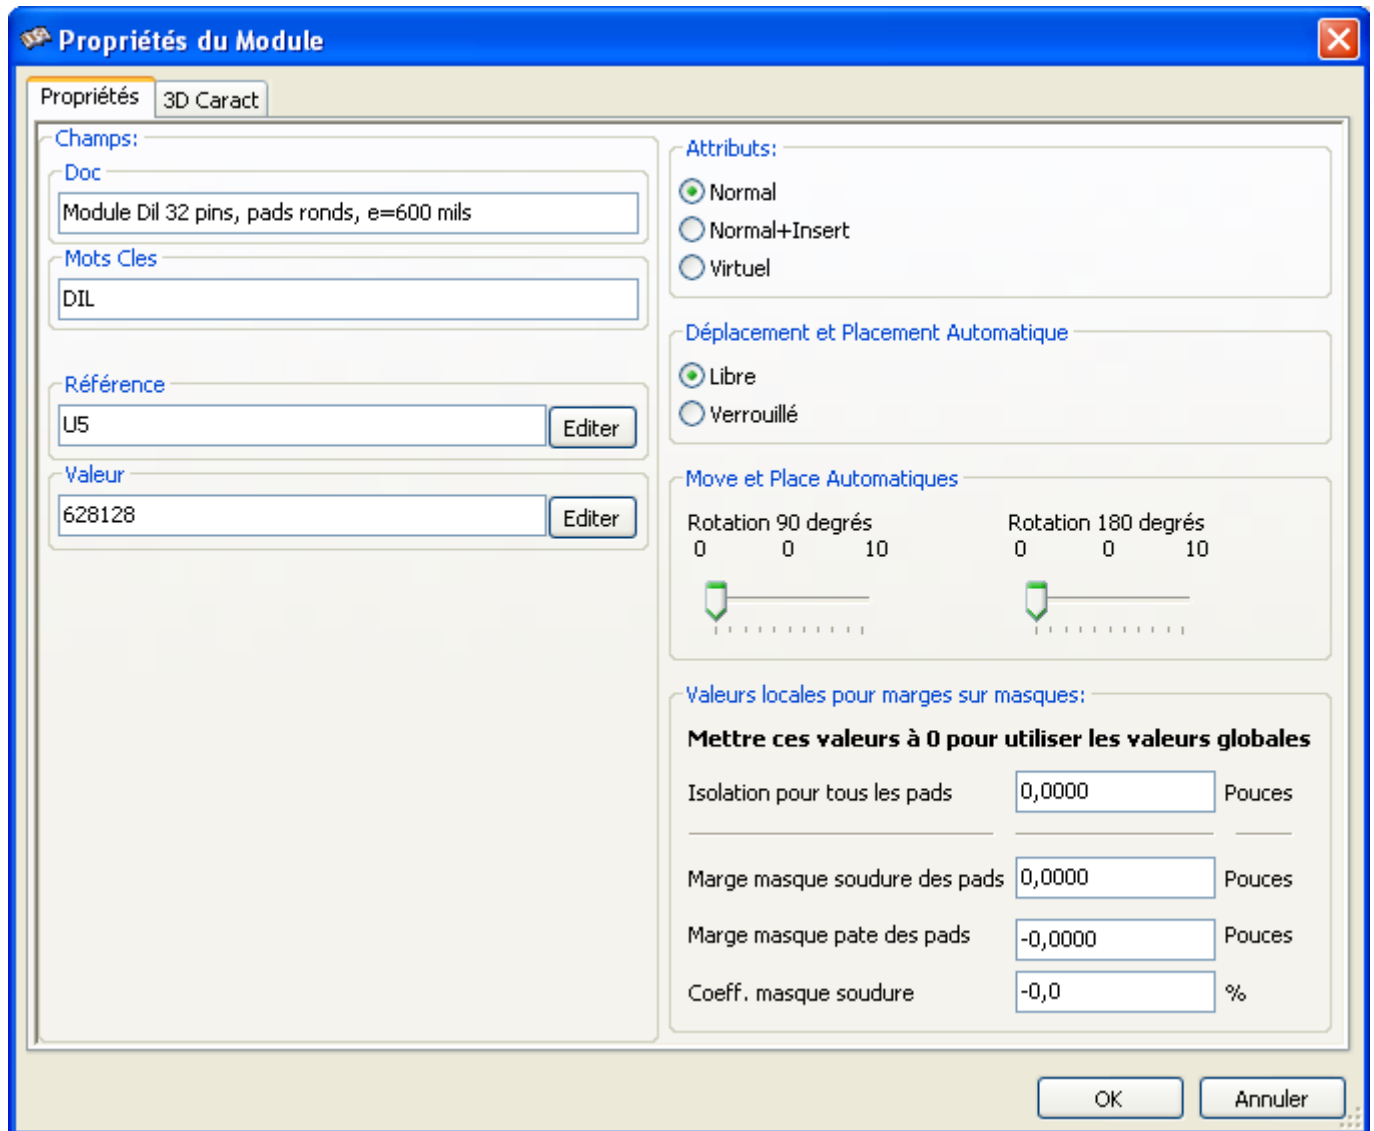 Propriétés du Module
Propriétés
3D Caract
Champs:
Doc
Module Dil 32 pins, pads ronds, e=600 mils
Mots Cles
DIL
Référence
U5
Editer
Valeur
628128
Editer
Attributs:
Normal
Normal+Insert
Virtuel
Déplacement et Placement Automatique
Libre
Verrouillé
Move et Place Automatiques
Rotation 90 degrés
0 0 10
Rotation 180 degrés
0 0 10
Valeurs locales pour marges sur masques:
Mettre ces valeurs à 0 pour utiliser les valeurs globales
Isolation pour tous les pads 0,0000 Pouces
Marge masque soudure des pads 0,0000 Pouces
Marge masque pate des pads -0,0000 Pouces
Coeff. masque soudure -0,0 %
OK
Annuler